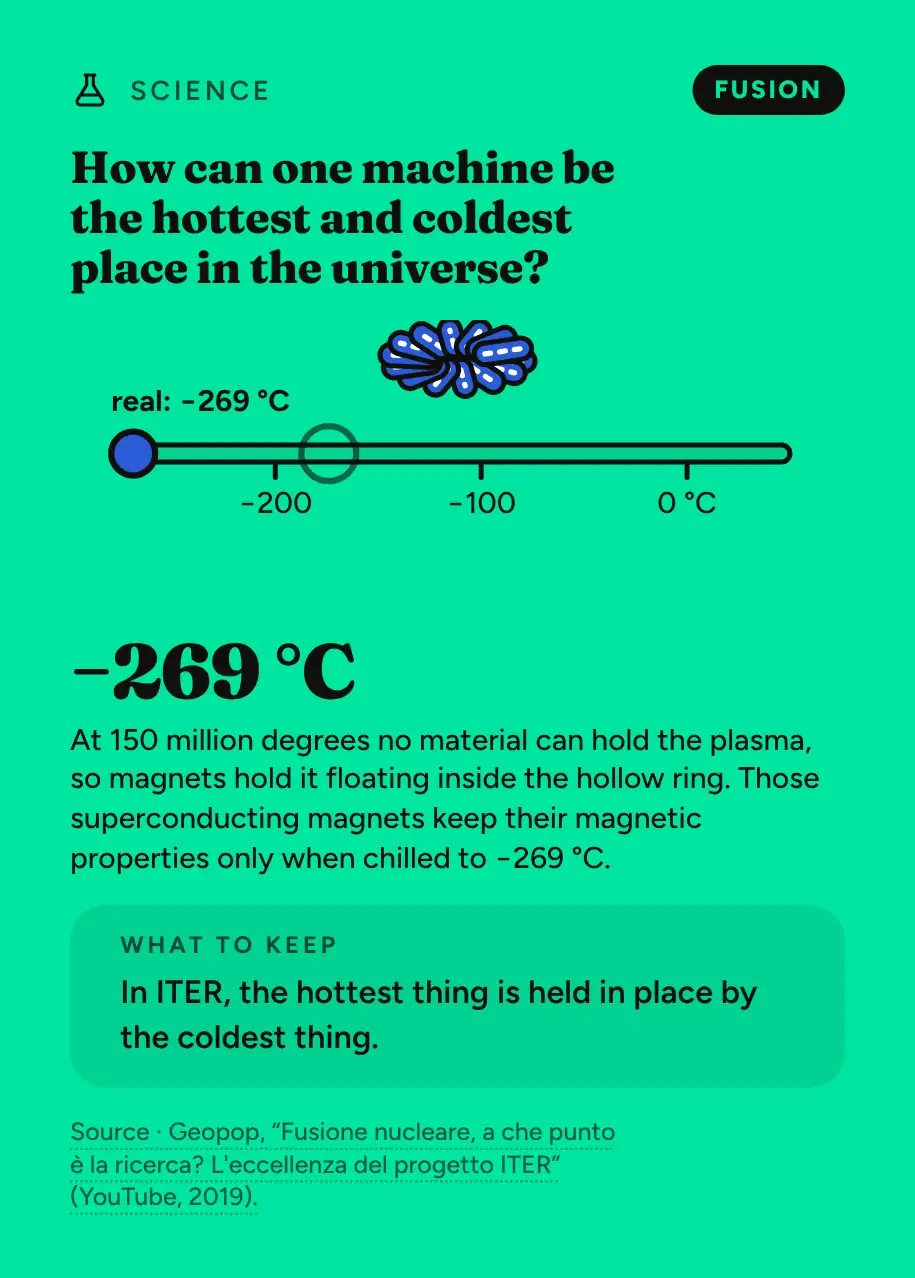 SCIENCE
FUSION
How can one machine be
the hottest and coldest
place in the universe?
real: −269 °C
−200
−100
0 °C
−269 °C
At 150 million degrees no material can hold the plasma,
so magnets hold it floating inside the hollow ring. Those
superconducting magnets keep their magnetic
properties only when chilled to −269 °C.
WHAT TO KEEP
In ITER, the hottest thing is held in place by
the coldest thing.
Source · Geopop, “Fusione nucleare, a che punto
è la ricerca? L'eccellenza del progetto ITER”
(YouTube, 2019).